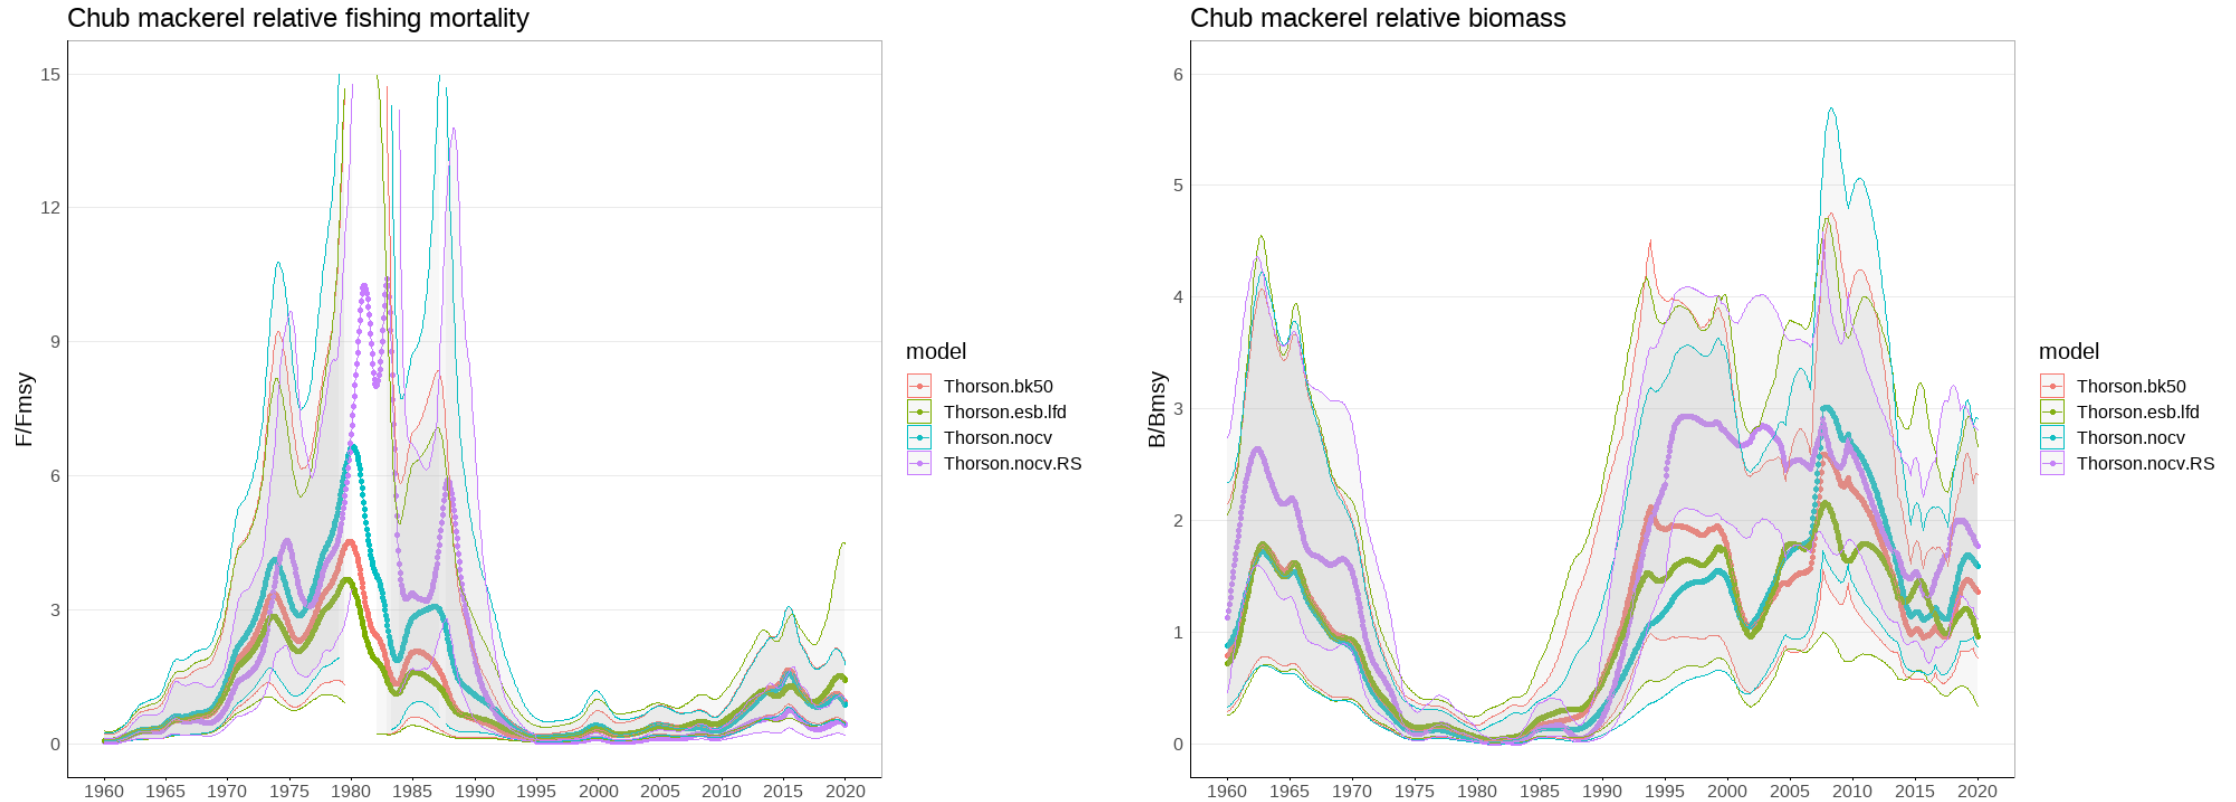 Chub mackerel relative fishing mortality
15
12
9
6
3
0
F/Fmsy
1960 1965 1970 1975 1980 1985 1990 1995 2000 2005 2010 2015 2020
model
Thorson.bk50
Thorson.esb.lfd
Thorson.nocv
Thorson.nocv.RS
Chub mackerel relative biomass
6
5
4
3
2
1
0
B/Bmsy
1960 1965 1970 1975 1980 1985 1990 1995 2000 2005 2010 2015 2020
model
Thorson.bk50
Thorson.esb.lfd
Thorson.nocv
Thorson.nocv.RS